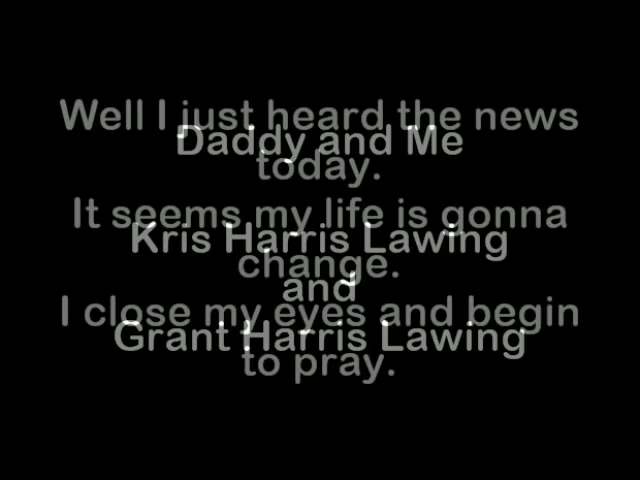 Well I just heard the news
Daddy and Me
today.
It seems my life is gonna
Kris Harris Lawing
change.
and
I close my eyes and begin
Grant Harris Lawing
to pray.